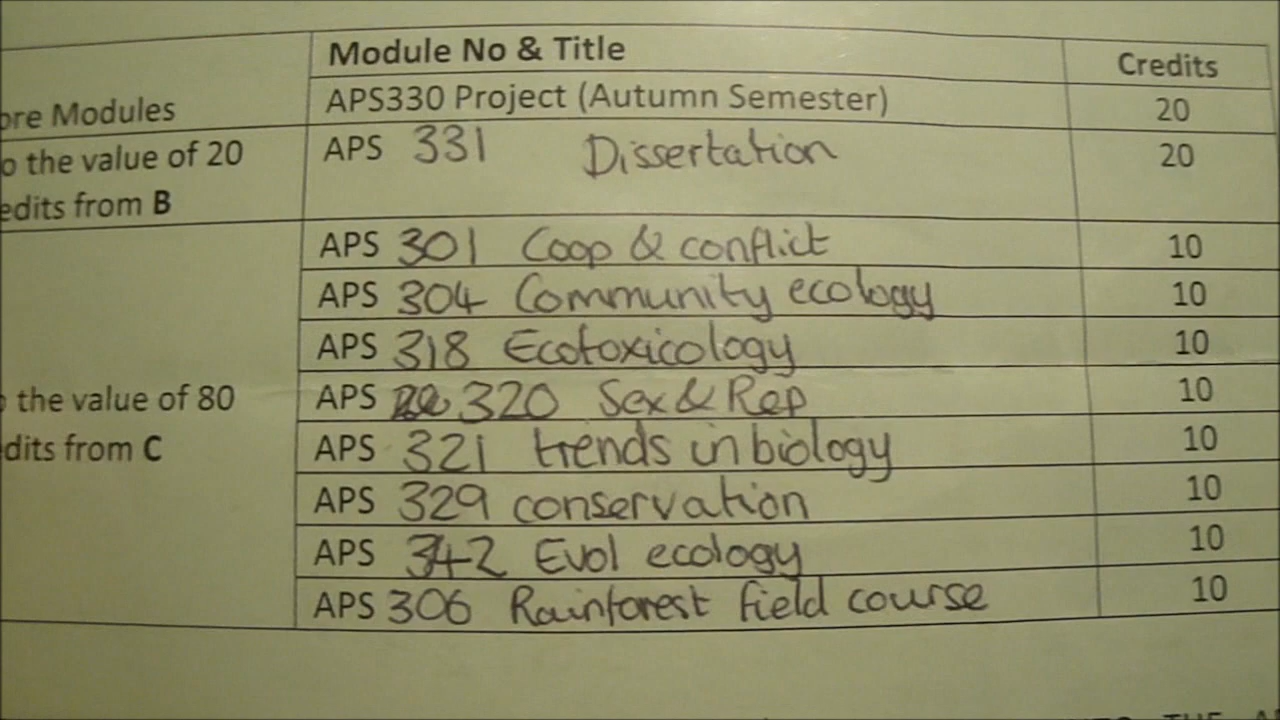 Module No & Title Credits
ore Modules APS330 Project (Autumn Semester) 20
o the value of 20 APS 331 Dissertation 20
edits from B
APS 301 Coop & conflict 10
APS 304 Community ecology 10
APS 318 Ecotoxicology 10
o the value of 80 APS 320 Sex & Rep 10
dits from C APS 321 trends in biology 10
APS 329 conservation 10
APS 342 Evol ecology 10
APS 306 Rainforest field course 10
THE